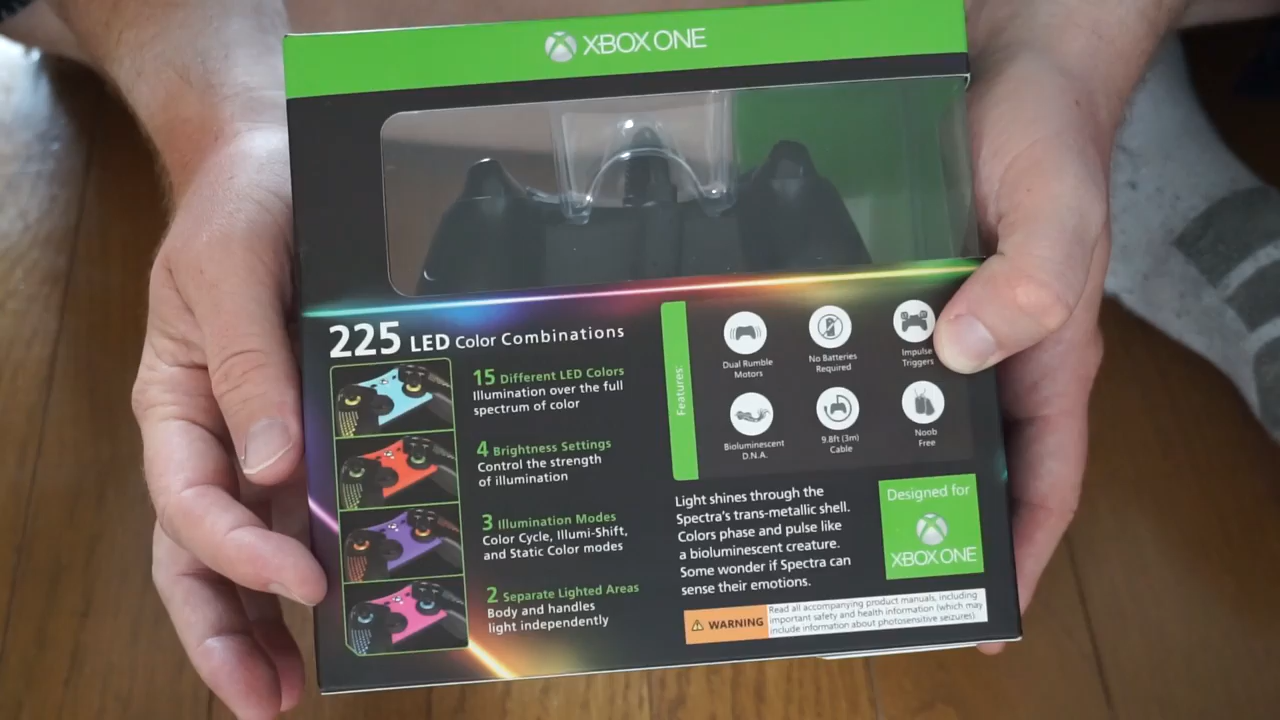 XBOX ONE
225 LED Color Combinations
15 Different LED Colors
Illumination over the full
spectrum of color
4 Brightness Settings
Control the strength
of illumination
3 Illumination Modes
Color Cycle, Illumi-Shift,
and Static Color modes
2 Separate Lighted Areas
Body and handles
light independently
Features:
Dual Rumble
Motors
No Batteries
Required
Impulse
Triggers
Bioluminescent
D.N.A.
9.8ft (3m)
Cable
Noob
Free
Light shines through the
Spectra's trans-metallic shell.
Colors phase and pulse like
a bioluminescent creature.
Some wonder if Spectra can
sense their emotions.
Designed for
XBOX ONE
WARNING
Read all accompanying product manuals, including
important safety and health information (which may
include information about photosensitive seizures)